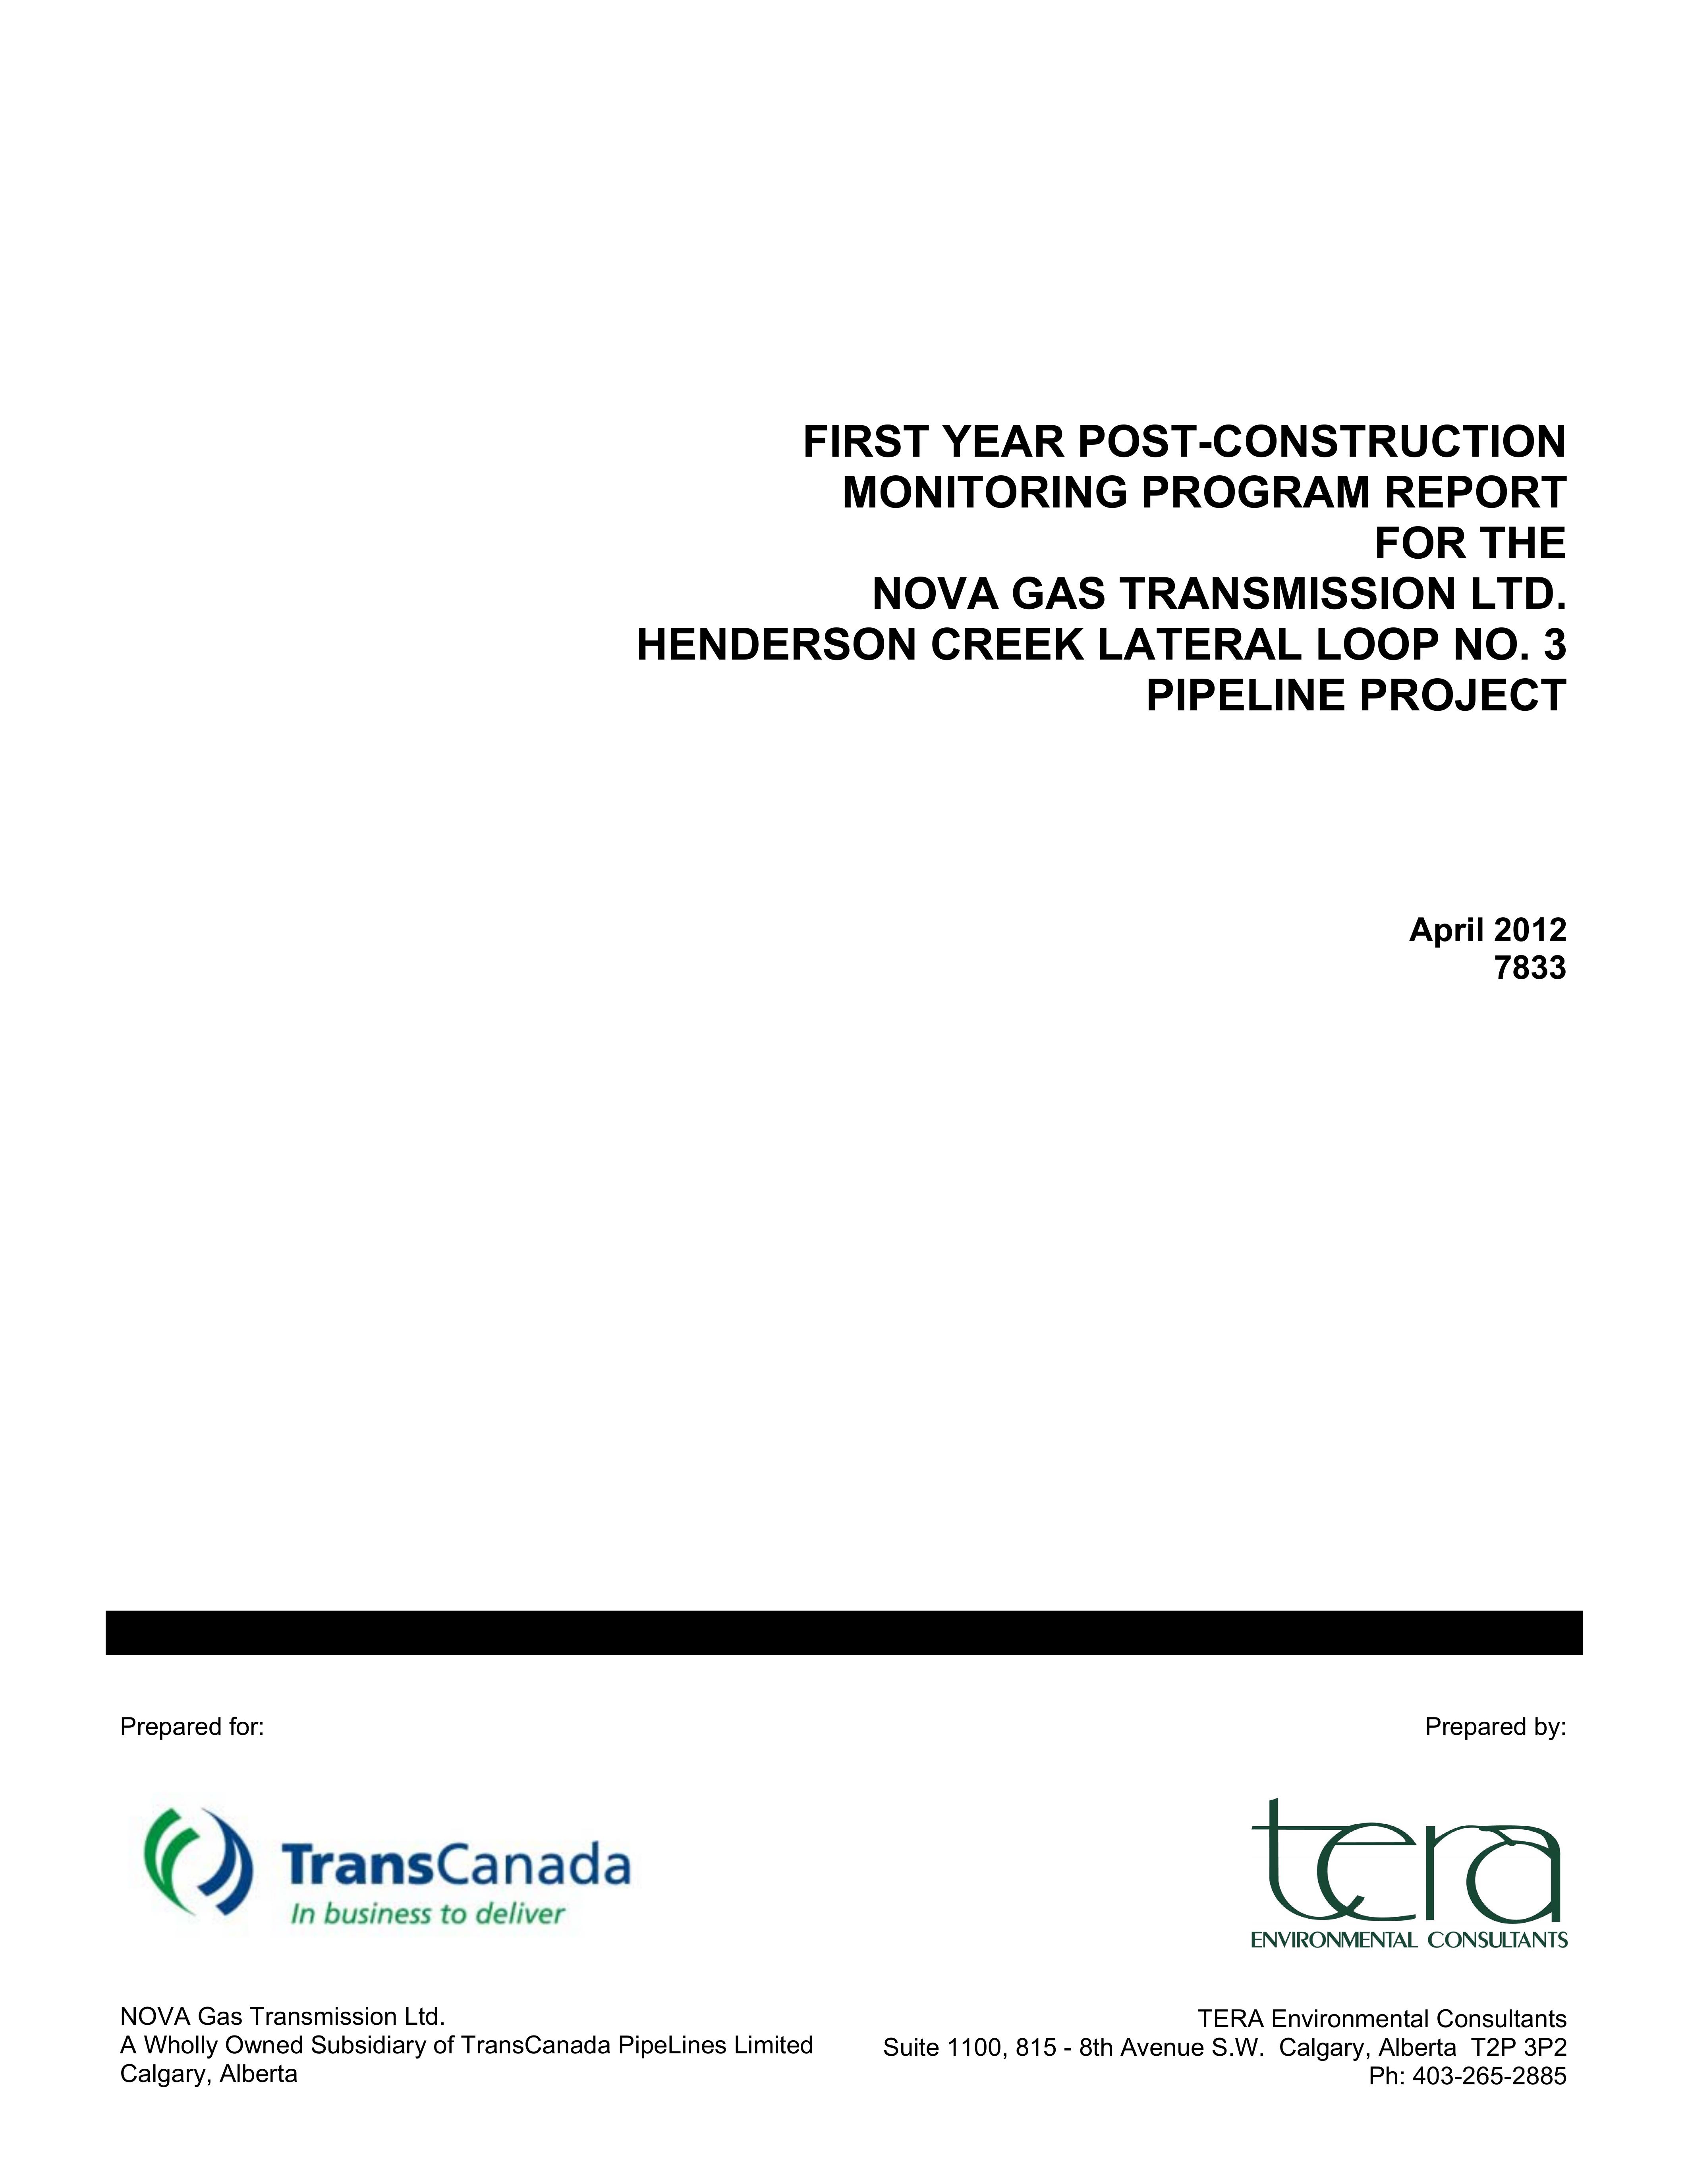 FIRST YEAR POST-CONSTRUCTION
MONITORING PROGRAM REPORT
FOR THE
NOVA GAS TRANSMISSION LTD.
HENDERSON CREEK LATERAL LOOP NO. 3
PIPELINE PROJECT
April 2012
7833
Prepared for:
Prepared by:
TransCanada
In business to deliver
tera
ENVIRONMENTAL CONSULTANTS
NOVA Gas Transmission Ltd.
A Wholly Owned Subsidiary of TransCanada PipeLines Limited
Calgary, Alberta
TERA Environmental Consultants
Suite 1100, 815 - 8th Avenue S.W. Calgary, Alberta T2P 3P2
Ph: 403-265-2885